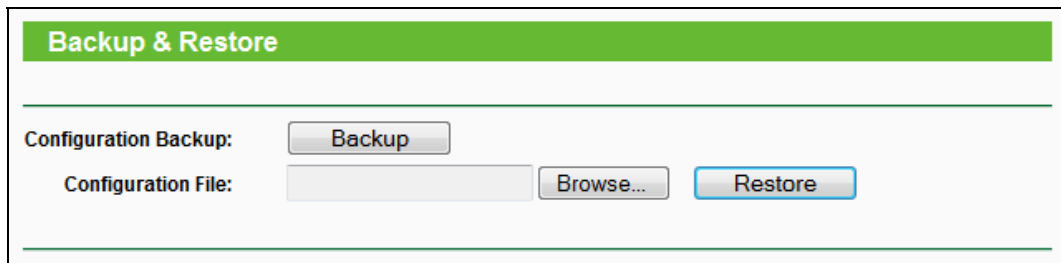 Backup & Restore
Configuration Backup: Backup
Configuration File: Browse... Restore